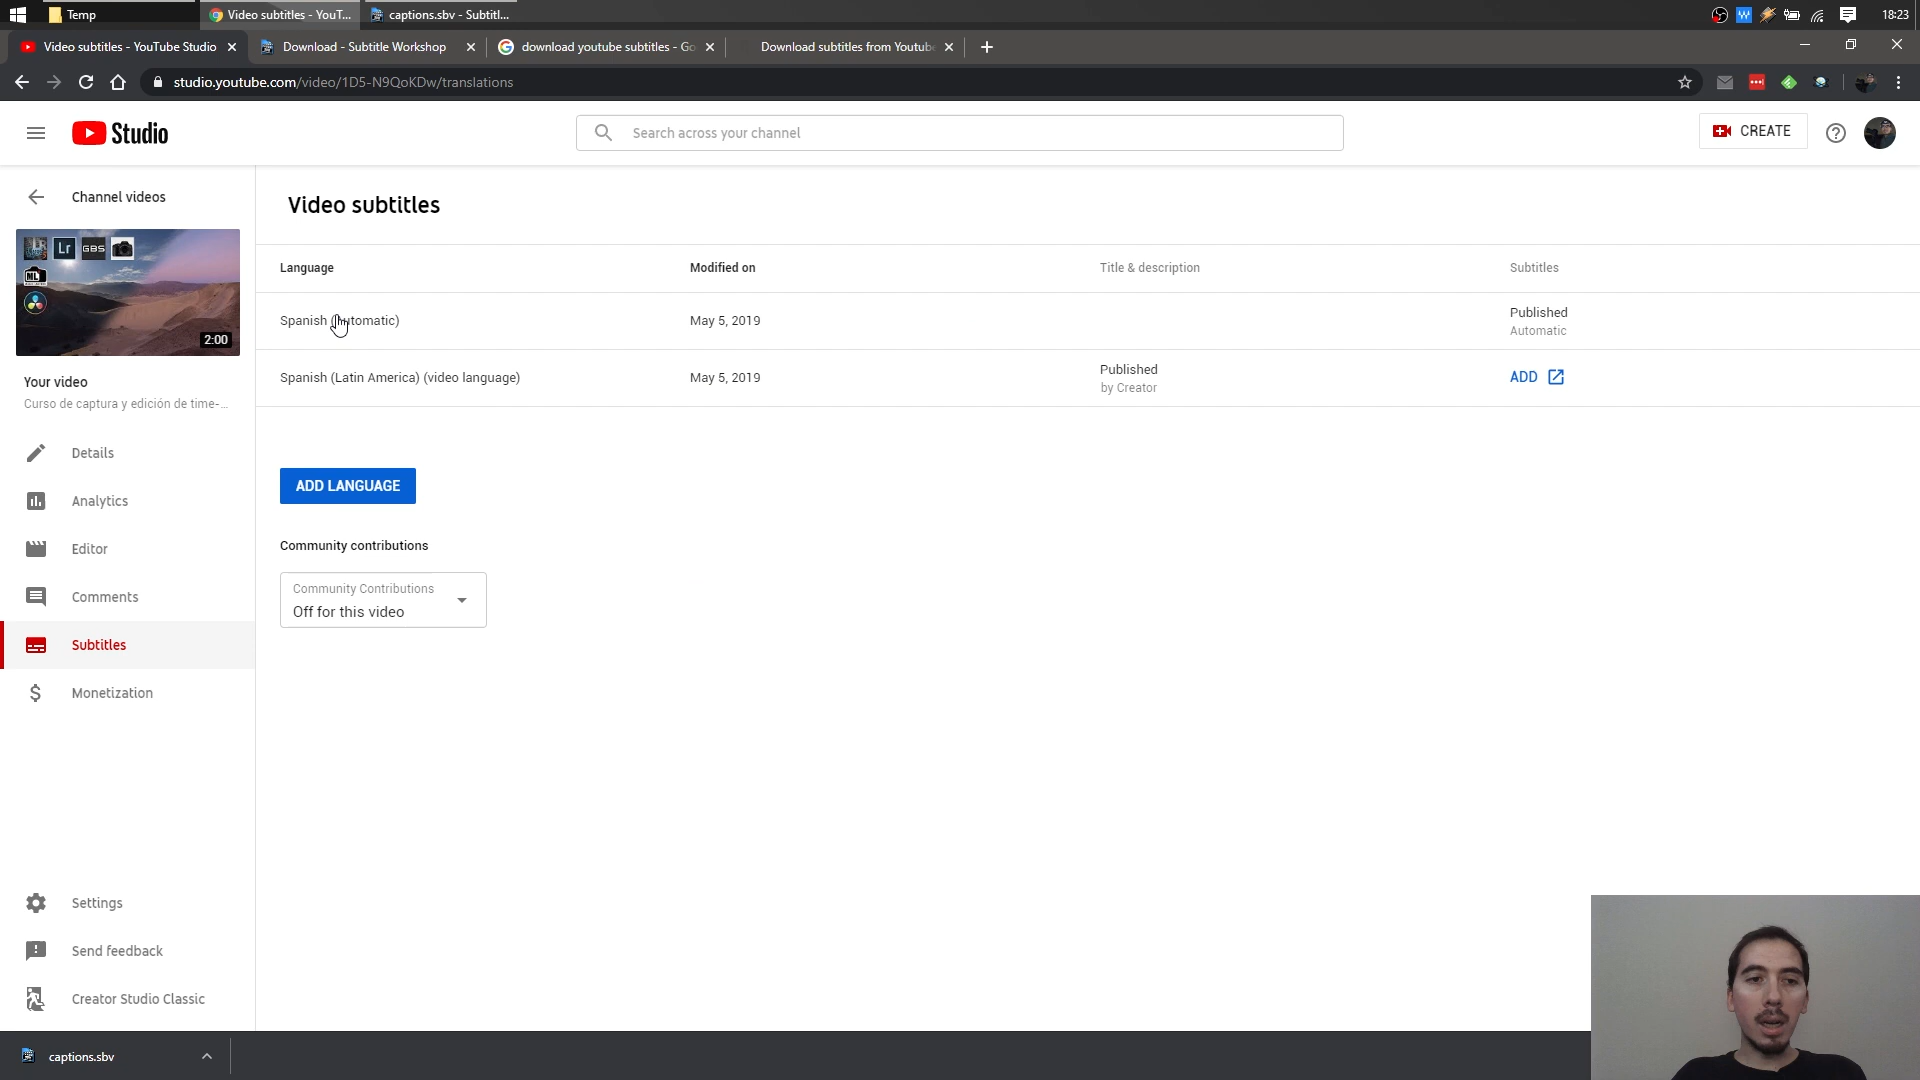 Temp
Video subtitles - YouT...
captions.sbv - Subtitl...
W
18:23
Video subtitles - YouTube Studio
Download - Subtitle Workshop
download youtube subtitles - Go
Download subtitles from Youtube
studio.youtube.com/video/1D5-N9QoKDw/translations
Studio
Search across your channel
CREATE
Channel videos
Video subtitles
Lr
GBS
ML
2:00
Language
Modified on
Title & description
Subtitles
Spanish (Automatic)
May 5, 2019
Published
Automatic
Spanish (Latin America) (video language)
May 5, 2019
Published
by Creator
ADD
Your video
Curso de captura y edición de time-...
Details
Analytics
Editor
Comments
Subtitles
Monetization
ADD LANGUAGE
Community contributions
Community Contributions
Off for this video
Settings
Send feedback
Creator Studio Classic
captions.sbv